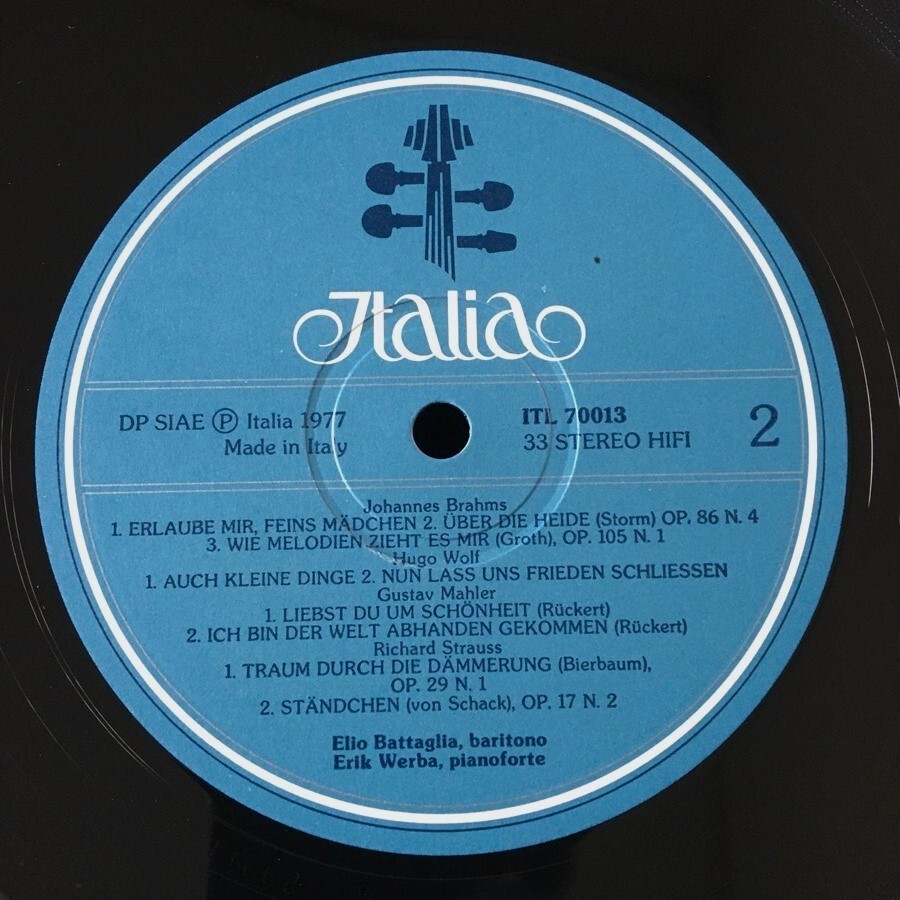 Italia
DP SIAE Ⓟ Italia 1977
Made in Italy
ITL 70013
33 STEREO HIFI
2
Johannes Brahms
1. ERLAUBE MIR, FEINS MÄDCHEN 2. ÜBER DIE HEIDE (Storm) OP. 86 N. 4
3. WIE MELODIEN ZIEHT ES MIR (Groth), OP. 105 N. 1
Hugo Wolf
1. AUCH KLEINE DINGE 2. NUN LASS UNS FRIEDEN SCHLIESSEN
Gustav Mahler
1. LIEBST DU UM SCHÖNHEIT (Rückert)
2. ICH BIN DER WELT ABHANDEN GEKOMMEN (Rückert)
Richard Strauss
1. TRAUM DURCH DIE DÄMMERUNG (Bierbaum),
OP. 29 N. 1
2. STÄNDCHEN (von Schack), OP. 17 N. 2
Elio Battaglia, baritono
Erik Werba, pianoforte